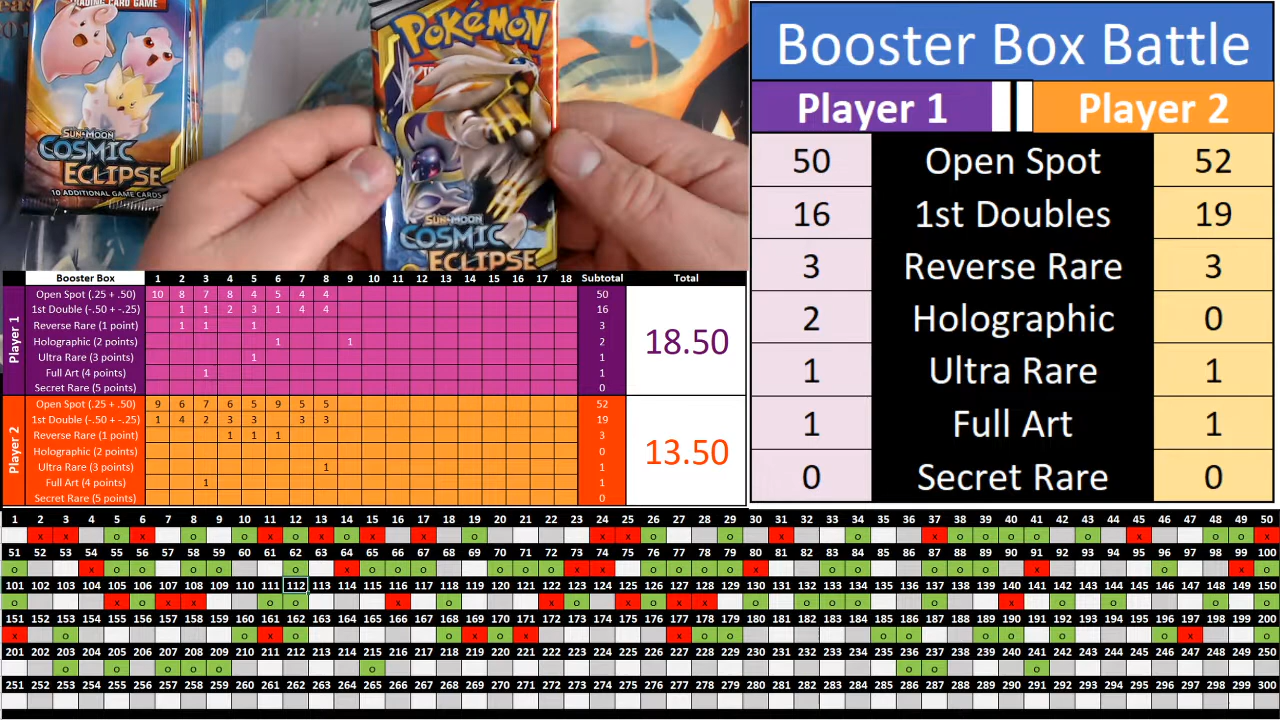 TRADING CARD GAME
SUN & MOON
COSMIC
ECLIPSE
10 ADDITIONAL GAME CARDS
POKéMON
SUN & MOON
COSMIC
ECLIPSE
Booster Box Battle
Player 1 Player 2
50 Open Spot 52
16 1st Doubles 19
3 Reverse Rare 3
2 Holographic 0
1 Ultra Rare 1
1 Full Art 1
0 Secret Rare 0
Booster Box 1 2 3 4 5 6 7 8 9 10 11 12 13 14 15 16 17 18 Subtotal Total
Player 1
Open Spot (.25 + .50) 10 8 7 8 4 5 4 4 50
1st Double (-.50 + -.25) 1 1 2 3 1 4 4 16
Reverse Rare (1 point) 1 1 1 3
Holographic (2 points) 1 1 2
Ultra Rare (3 points) 1 1
Full Art (4 points) 1 1
Secret Rare (5 points) 0
18.50
Player 2
Open Spot (.25 + .50) 9 6 7 6 5 9 5 5 52
1st Double (-.50 + -.25) 1 4 2 3 3 3 3 19
Reverse Rare (1 point) 1 1 1 3
Holographic (2 points) 0
Ultra Rare (3 points) 1 1
Full Art (4 points) 1 1
Secret Rare (5 points) 0
13.50
1 2 3 4 5 6 7 8 9 10 11 12 13 14 15 16 17 18 19 20 21 22 23 24 25 26 27 28 29 30 31 32 33 34 35 36 37 38 39 40 41 42 43 44 45 46 47 48 49 50
51 52 53 54 55 56 57 58 59 60 61 62 63 64 65 66 67 68 69 70 71 72 73 74 75 76 77 78 79 80 81 82 83 84 85 86 87 88 89 90 91 92 93 94 95 96 97 98 99 100
101 102 103 104 105 106 107 108 109 110 111 112 113 114 115 116 117 118 119 120 121 122 123 124 125 126 127 128 129 130 131 132 133 134 135 136 137 138 139 140 141 142 143 144 145 146 147 148 149 150
151 152 153 154 155 156 157 158 159 160 161 162 163 164 165 166 167 168 169 170 171 172 173 174 175 176 177 178 179 180 181 182 183 184 185 186 187 188 189 190 191 192 193 194 195 196 197 198 199 200
201 202 203 204 205 206 207 208 209 210 211 212 213 214 215 216 217 218 219 220 221 222 223 224 225 226 227 228 229 230 231 232 233 234 235 236 237 238 239 240 241 242 243 244 245 246 247 248 249 250
251 252 253 254 255 256 257 258 259 260 261 262 263 264 265 266 267 268 269 270 271 272 273 274 275 276 277 278 279 280 281 282 283 284 285 286 287 288 289 290 291 292 293 294 295 296 297 298 299 300